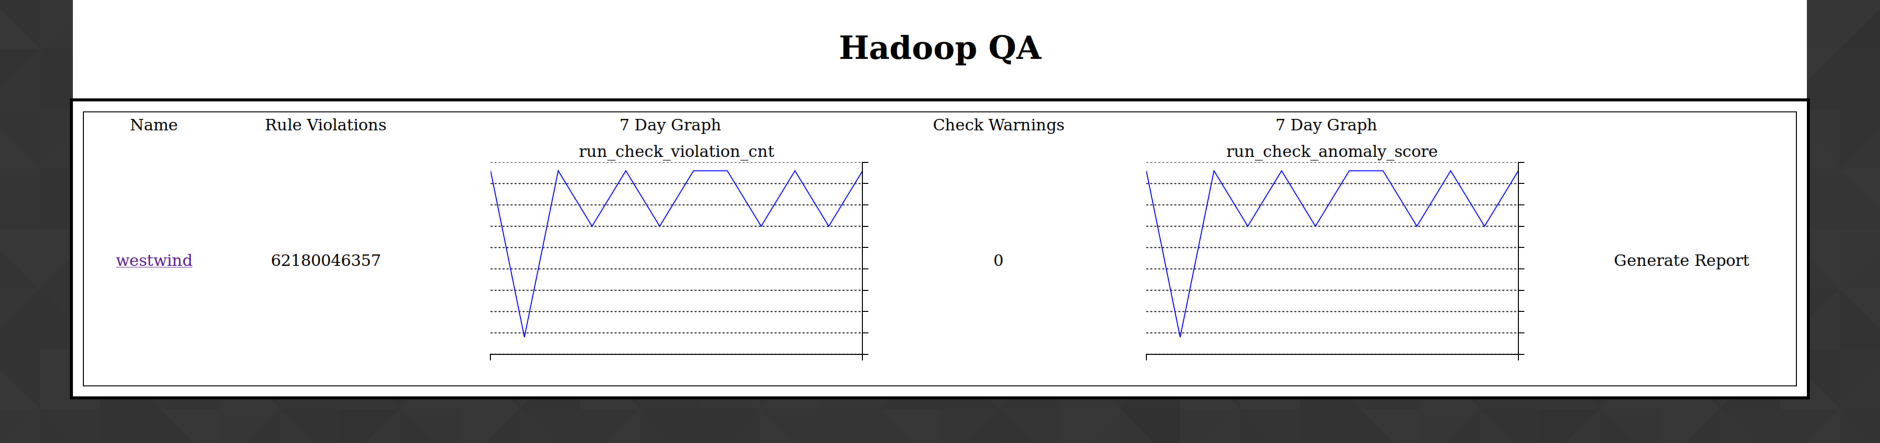 Hadoop QA
Name Rule Violations 7 Day Graph Check Warnings 7 Day Graph
run_check_violation_cnt run_check_anomaly_score
westwind 62180046357 0 Generate Report